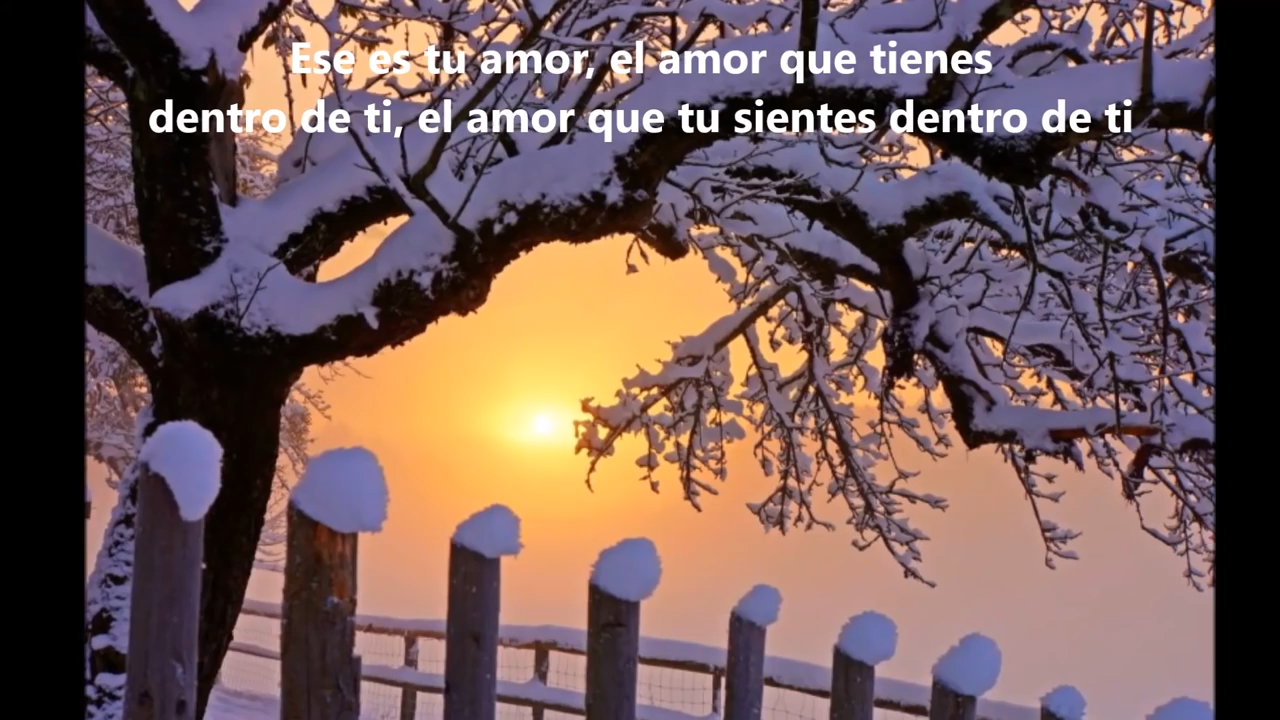 Ese es tu amor, el amor que tienes
dentro de ti, el amor que tu sientes dentro de ti